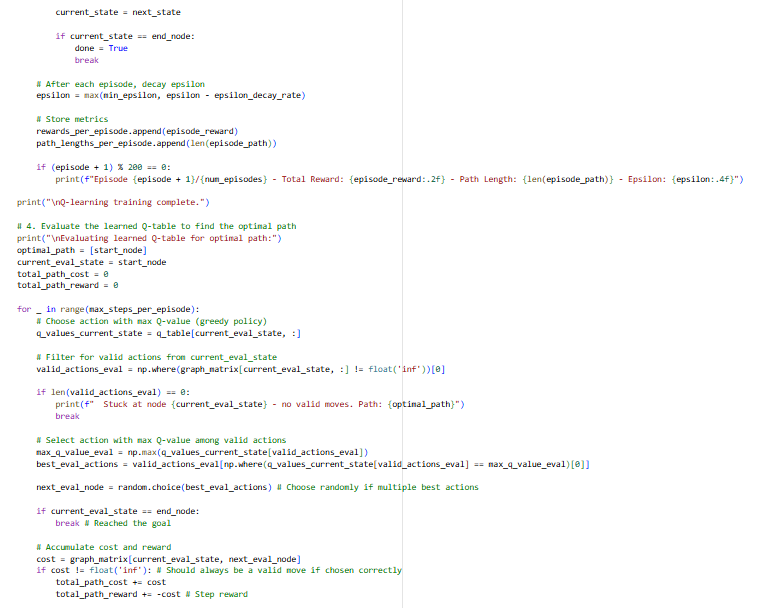 current_state = next_state
if current_state == end_node:
done = True
break
# After each episode, decay epsilon
epsilon = max(min_epsilon, epsilon - epsilon_decay_rate)
# Store metrics
rewards_per_episode.append(episode_reward)
path_lengths_per_episode.append(len(episode_path))
if (episode + 1) % 200 == 0:
print(f"Episode {episode + 1}/{num_episodes} - Total Reward: {episode_reward:.2f} - Path Length: {len(episode_path)} - Epsilon: {epsilon:.4f}")
print("\nQ-learning training complete.")
# 4. Evaluate the learned Q-table to find the optimal path
print("\nEvaluating learned Q-table for optimal path:")
optimal_path = [start_node]
current_eval_state = start_node
total_path_cost = 0
total_path_reward = 0
for _ in range(max_steps_per_episode):
# Choose action with max Q-value (greedy policy)
q_values_current_state = q_table[current_eval_state, :]
# Filter for valid actions from current_eval_state
valid_actions_eval = np.where(graph_matrix[current_eval_state, :] != float('inf'))[0]
if len(valid_actions_eval) == 0:
print(f"  Stuck at node {current_eval_state} - no valid moves. Path: {optimal_path}")
break
# Select action with max Q-value among valid actions
max_q_value_eval = np.max(q_values_current_state[valid_actions_eval])
best_eval_actions = valid_actions_eval[np.where(q_values_current_state[valid_actions_eval] == max_q_value_eval)[0]]
next_eval_node = random.choice(best_eval_actions) # Choose randomly if multiple best actions
if current_eval_state == end_node:
break # Reached the goal
# Accumulate cost and reward
cost = graph_matrix[current_eval_state, next_eval_node]
if cost != float('inf'): # Should always be a valid move if chosen correctly
total_path_cost += cost
total_path_reward += -cost # Step reward